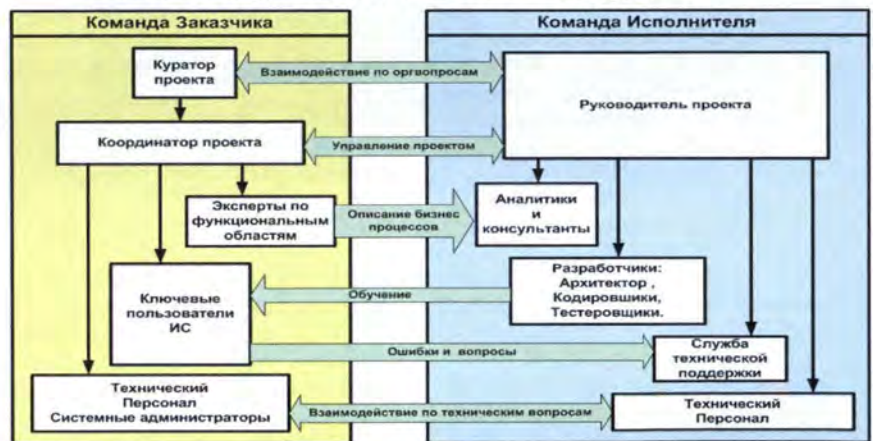 Команда Заказчика
Команда Исполнителя
Куратор
проекта
Взаимодействие по оргвопросам
Руководитель проекта
Координатор проекта
Управление проектом
Эксперты по
функциональным
областям
Описание бизнес
процессов
Аналитики
и
консультанты
Разработчики:
Архитектор ,
Кодировшики,
Тестеровщики.
Обучение
Ключевые
пользователи
ИС
Ошибки и вопросы
Служба
технической
поддержки
Технический
Персонал
Системные администраторы
Взаимодействие по техническим вопросам
Технический
Персонал